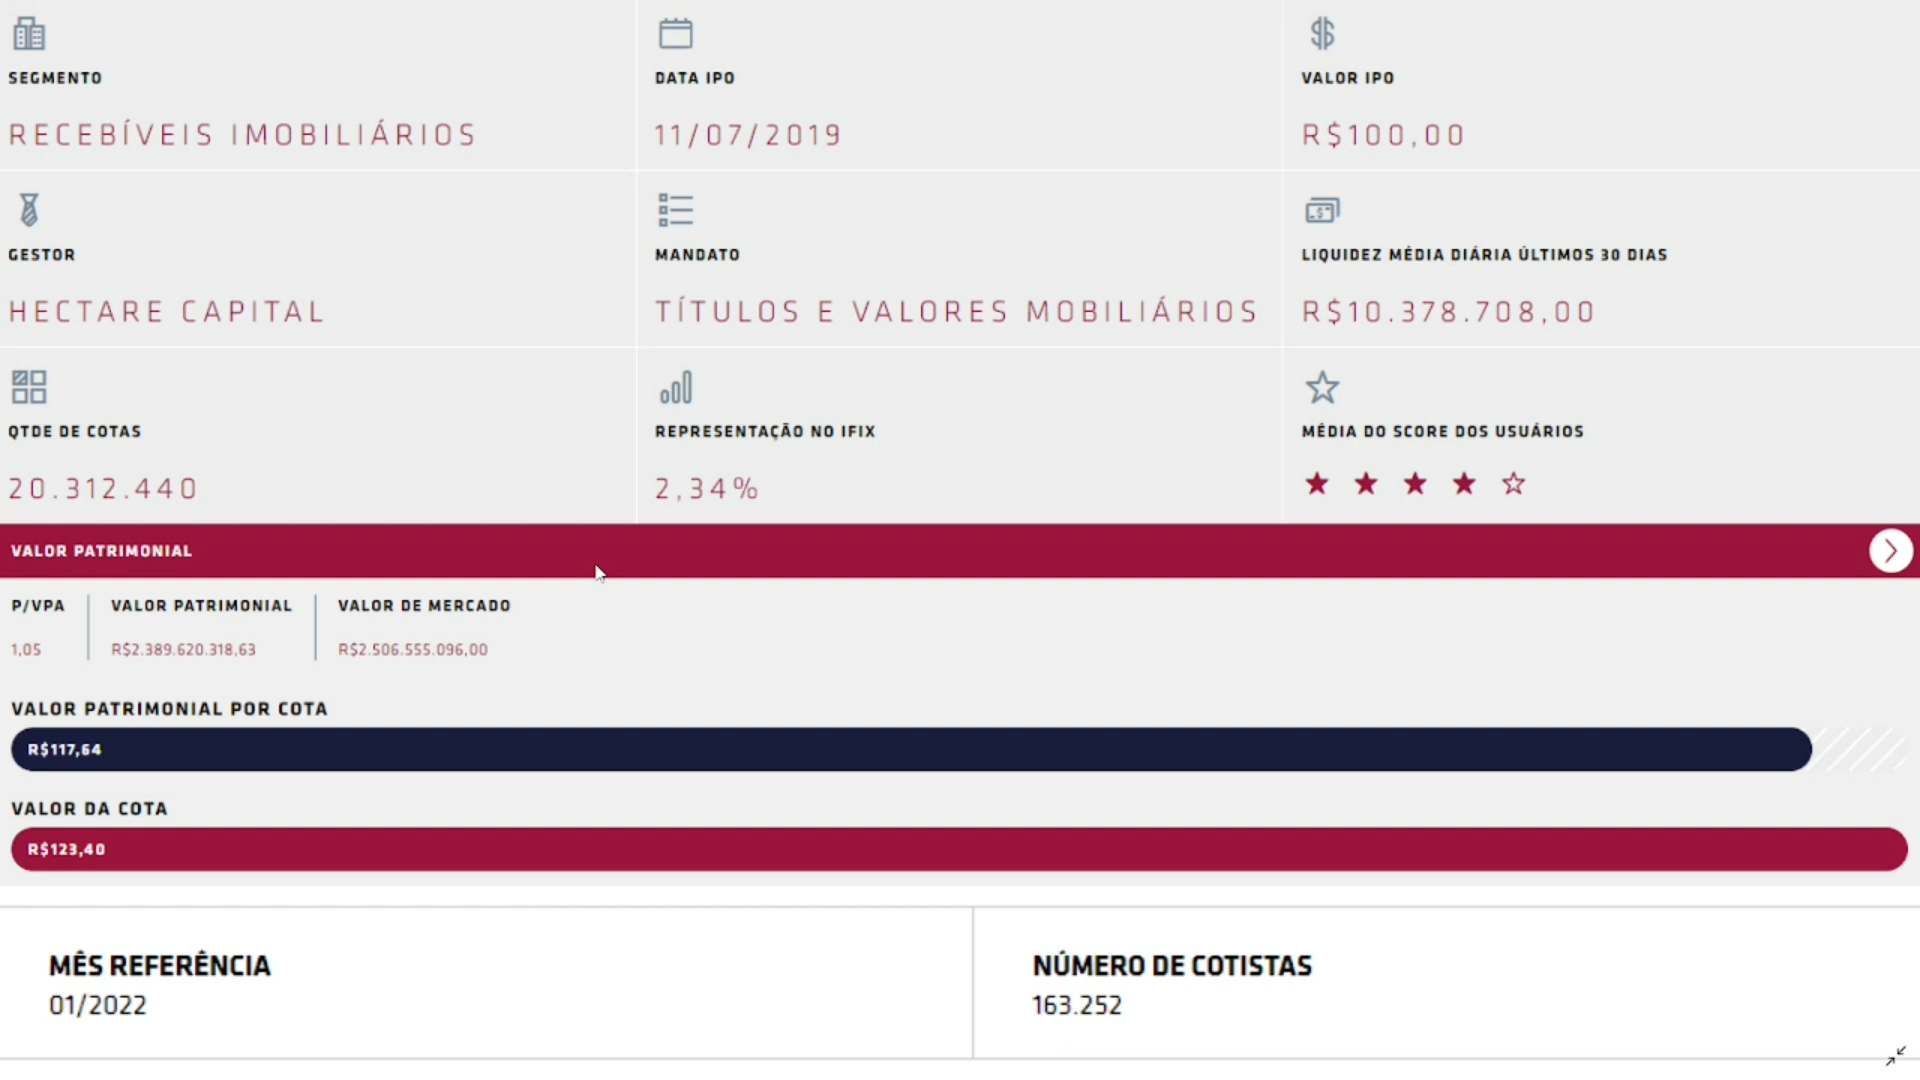 SEGMENTO
RECEBÍVEIS IMOBILIÁRIOS
DATA IPO
11/07/2019
VALOR IPO
R$100,00
GESTOR
HECTARE CAPITAL
MANDATO
TÍTULOS E VALORES MOBILIÁRIOS
LIQUIDEZ MÉDIA DIÁRIA ÚLTIMOS 30 DIAS
R$10.378.708,00
QTDE DE COTAS
20.312.440
REPRESENTAÇÃO NO IFIX
2,34%
MÉDIA DO SCORE DOS USUÁRIOS
VALOR PATRIMONIAL
P/VPA
1,05
VALOR PATRIMONIAL
R$2.389.620.318,63
VALOR DE MERCADO
R$2.506.555.096,00
VALOR PATRIMONIAL POR COTA
R$117,64
VALOR DA COTA
R$123,40
MÊS REFERÊNCIA
01/2022
NÚMERO DE COTISTAS
163.252